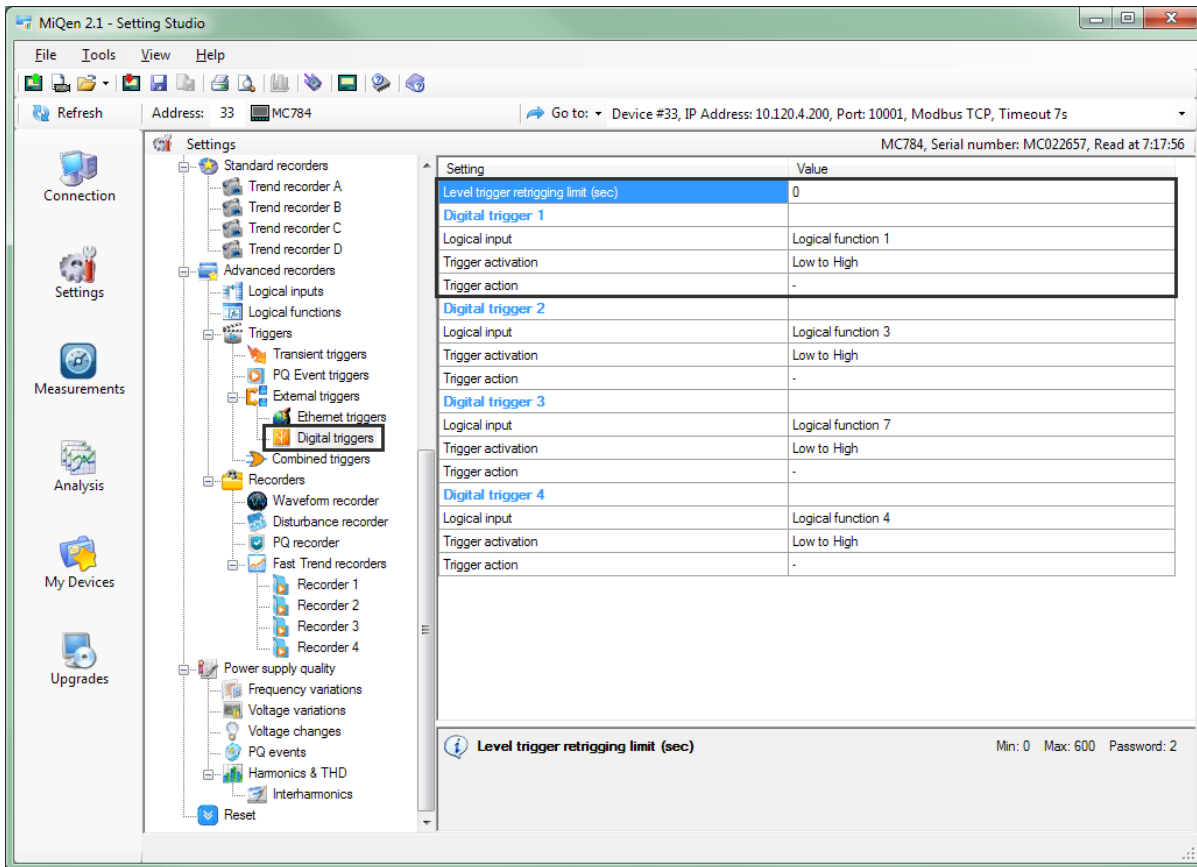 MiQen 2.1 - Setting Studio
File Tools View Help
Refresh Address: 33 MC784 Go to: Device #33, IP Address: 10.120.4.200, Port: 10001, Modbus TCP, Timeout 7s
Settings MC784, Serial number: MC022657, Read at 7:17:56
Connection
Settings
Measurements
Analysis
My Devices
Upgrades
Standard recorders
Trend recorder A
Trend recorder B
Trend recorder C
Trend recorder D
Advanced recorders
Logical inputs
Logical functions
Triggers
Transient triggers
PQ Event triggers
External triggers
Ethernet triggers
Digital triggers
Combined triggers
Recorders
Waveform recorder
Disturbance recorder
PQ recorder
Fast Trend recorders
Recorder 1
Recorder 2
Recorder 3
Recorder 4
Power supply quality
Frequency variations
Voltage variations
Voltage changes
PQ events
Harmonics & THD
Interharmonics
Reset
Setting Value
Level trigger retrigging limit (sec) 0
Digital trigger 1
Logical input Logical function 1
Trigger activation Low to High
Trigger action -
Digital trigger 2
Logical input Logical function 3
Trigger activation Low to High
Trigger action -
Digital trigger 3
Logical input Logical function 7
Trigger activation Low to High
Trigger action -
Digital trigger 4
Logical input Logical function 4
Trigger activation Low to High
Trigger action -
Level trigger retrigging limit (sec) Min: 0 Max: 600 Password: 2